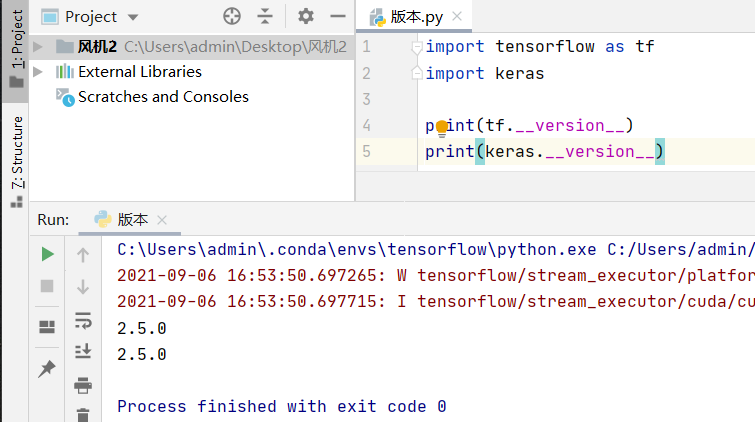 Project
版本.py
1: Project
Z: Structure
风机2 C:\Users\admin\Desktop\风机2
External Libraries
Scratches and Consoles
1 import tensorflow as tf
2 import keras
3
4 print(tf.__version__)
5 print(keras.__version__)
Run: 版本
C:\Users\admin\.conda\envs\tensorflow\python.exe C:/Users/admin/
2021-09-06 16:53:50.697265: W tensorflow/stream_executor/platfor
2021-09-06 16:53:50.697715: I tensorflow/stream_executor/cuda/cu
2.5.0
2.5.0
Process finished with exit code 0